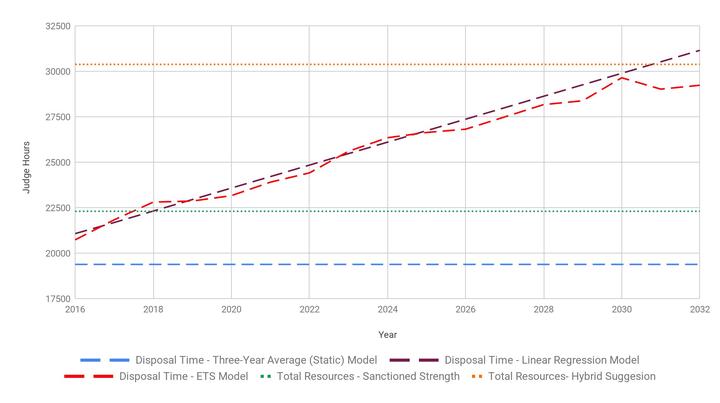 32500
30000
27500
25000
22500
20000
17500
Judge Hours
2016 2018 2020 2022 2024 2026 2028 2030 2032
Year
Disposal Time - Three-Year Average (Static) Model Disposal Time - Linear Regression Model
Disposal Time - ETS Model Total Resources - Sanctioned Strength Total Resources- Hybrid Suggesion